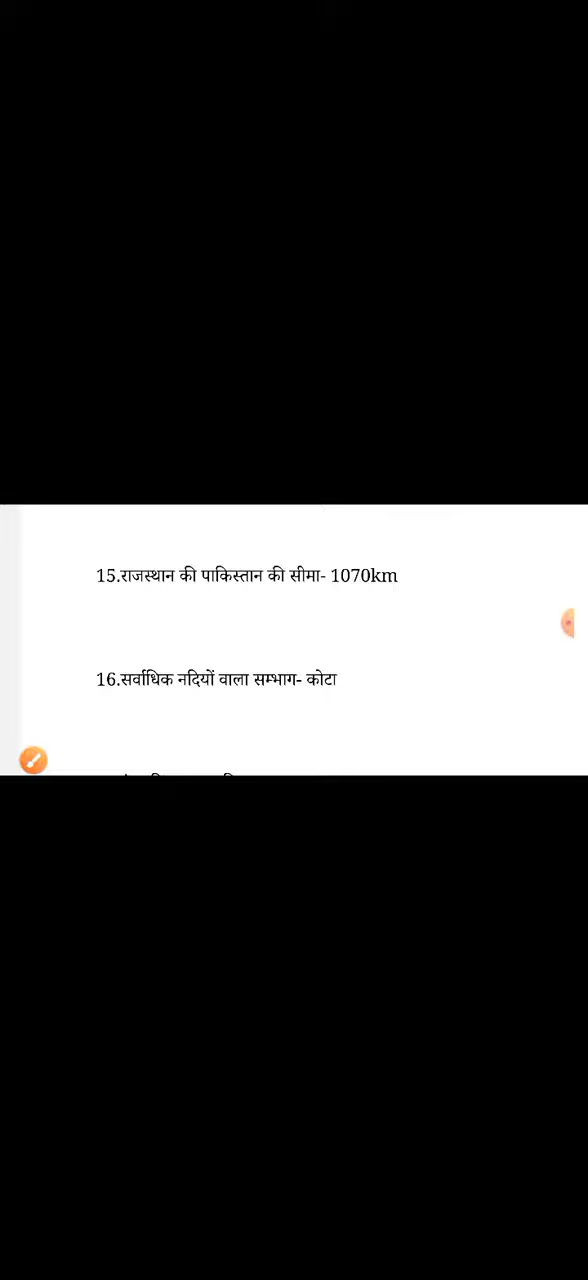 15.राजस्थान की पाकिस्तान की सीमा- 1070km
16.सर्वाधिक नदियों वाला सम्भाग- कोटा